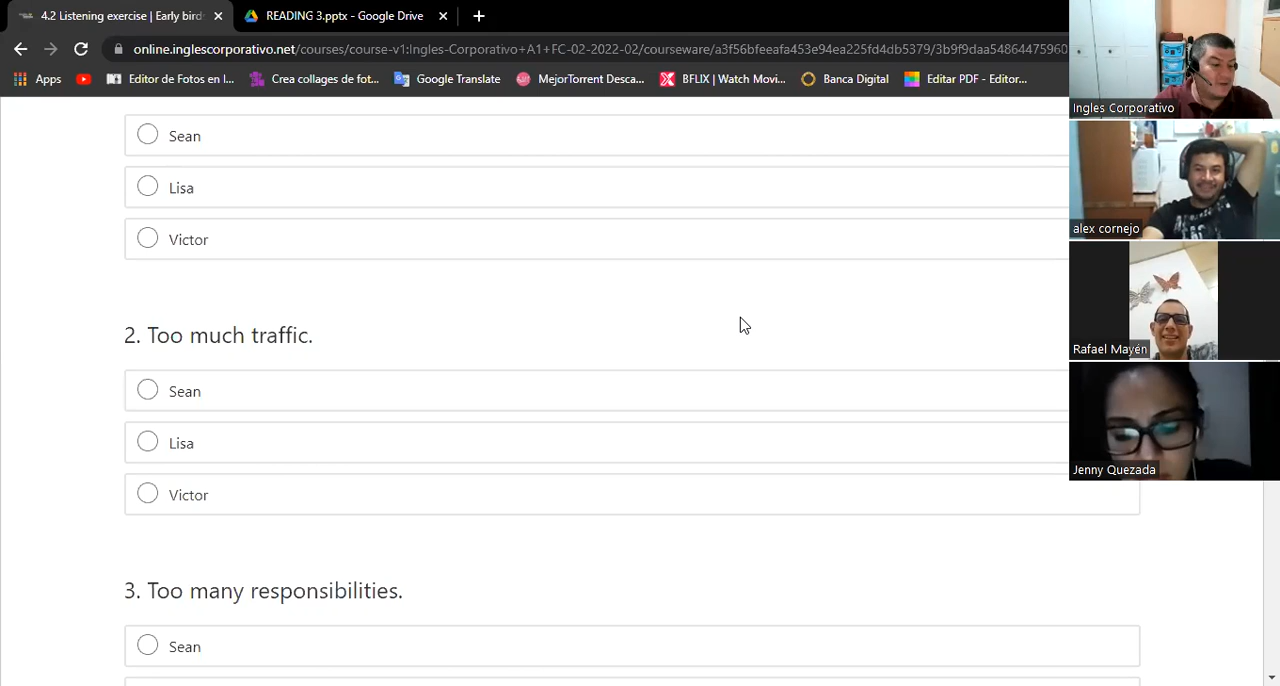 4.2 Listening exercise | Early birds
READING 3.pptx - Google Drive
online.inglescorporativo.net/courses/course-v1:Ingles-Corporativo+A1+FC-02-2022-02/courseware/a3f56bfeeafa453e94ea225fd4db5379/3b9f9daa54864475960
Apps
Editor de Fotos en l...
Crea collages de fot...
Google Translate
MejorTorrent Desca...
BFLIX | Watch Movi...
Banca Digital
Editar PDF - Editor...
Ingles Corporativo
alex cornejo
Rafael Mayén
Jenny Quezada
Sean
Lisa
Victor
2. Too much traffic.
Sean
Lisa
Victor
3. Too many responsibilities.
Sean